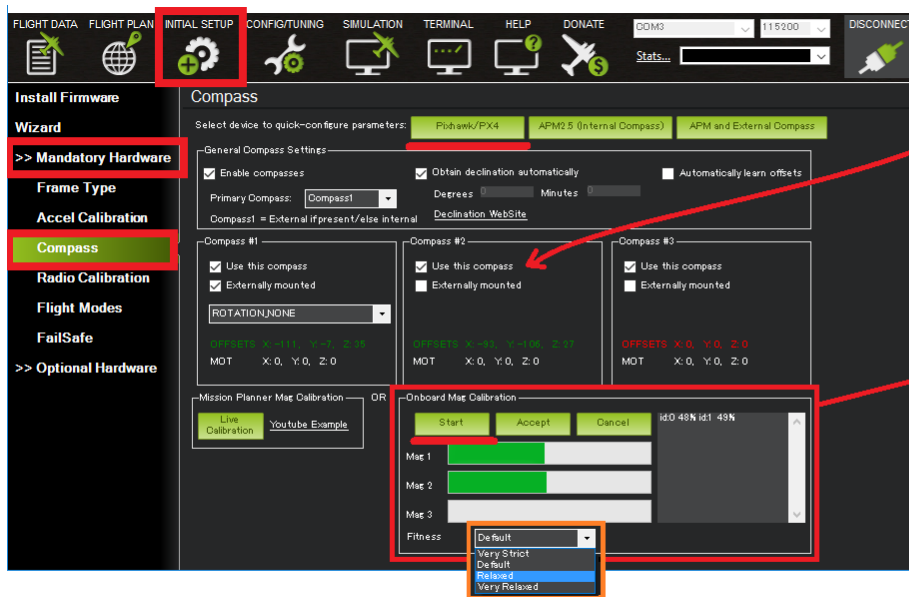 FLIGHT DATA FLIGHT PLAN INITIAL SETUP CONFIG/TUNING SIMULATION TERMINAL HELP DONATE COM3 115200 DISCONNECT
Stats...
Install Firmware
Wizard
>> Mandatory Hardware
Frame Type
Accel Calibration
Compass
Radio Calibration
Flight Modes
FailSafe
>> Optional Hardware
Compass
Select device to quick-configure parameters: Pixhawk/PX4 APM2.5 (Internal Compass) APM and External Compass
General Compass Settings
Enable compasses Obtain declination automatically Automatically learn offsets
Primary Compass: Compass1 Degrees 0 Minutes 0
Compass1 = External if present/else internal Declination WebSite
Compass #1
Use this compass
Externally mounted
ROTATION_NONE
OFFSETS X: -111, Y: -7, Z: 35
MOT X: 0, Y: 0, Z: 0
Compass #2
Use this compass
Externally mounted
OFFSETS X: -93, Y: -106, Z: 27
MOT X: 0, Y: 0, Z: 0
Compass #3
Use this compass
Externally mounted
OFFSETS X: 0, Y: 0, Z: 0
MOT X: 0, Y: 0, Z: 0
Mission Planner Mag Calibration
Live
Calibration
Youtube Example
OR
Onboard Mag Calibration
Start Accept Cancel id:0 48% id:1 49%
Mag 1
Mag 2
Mag 3
Fitness Default
Very Strict
Default
Relaxed
Very Relaxed